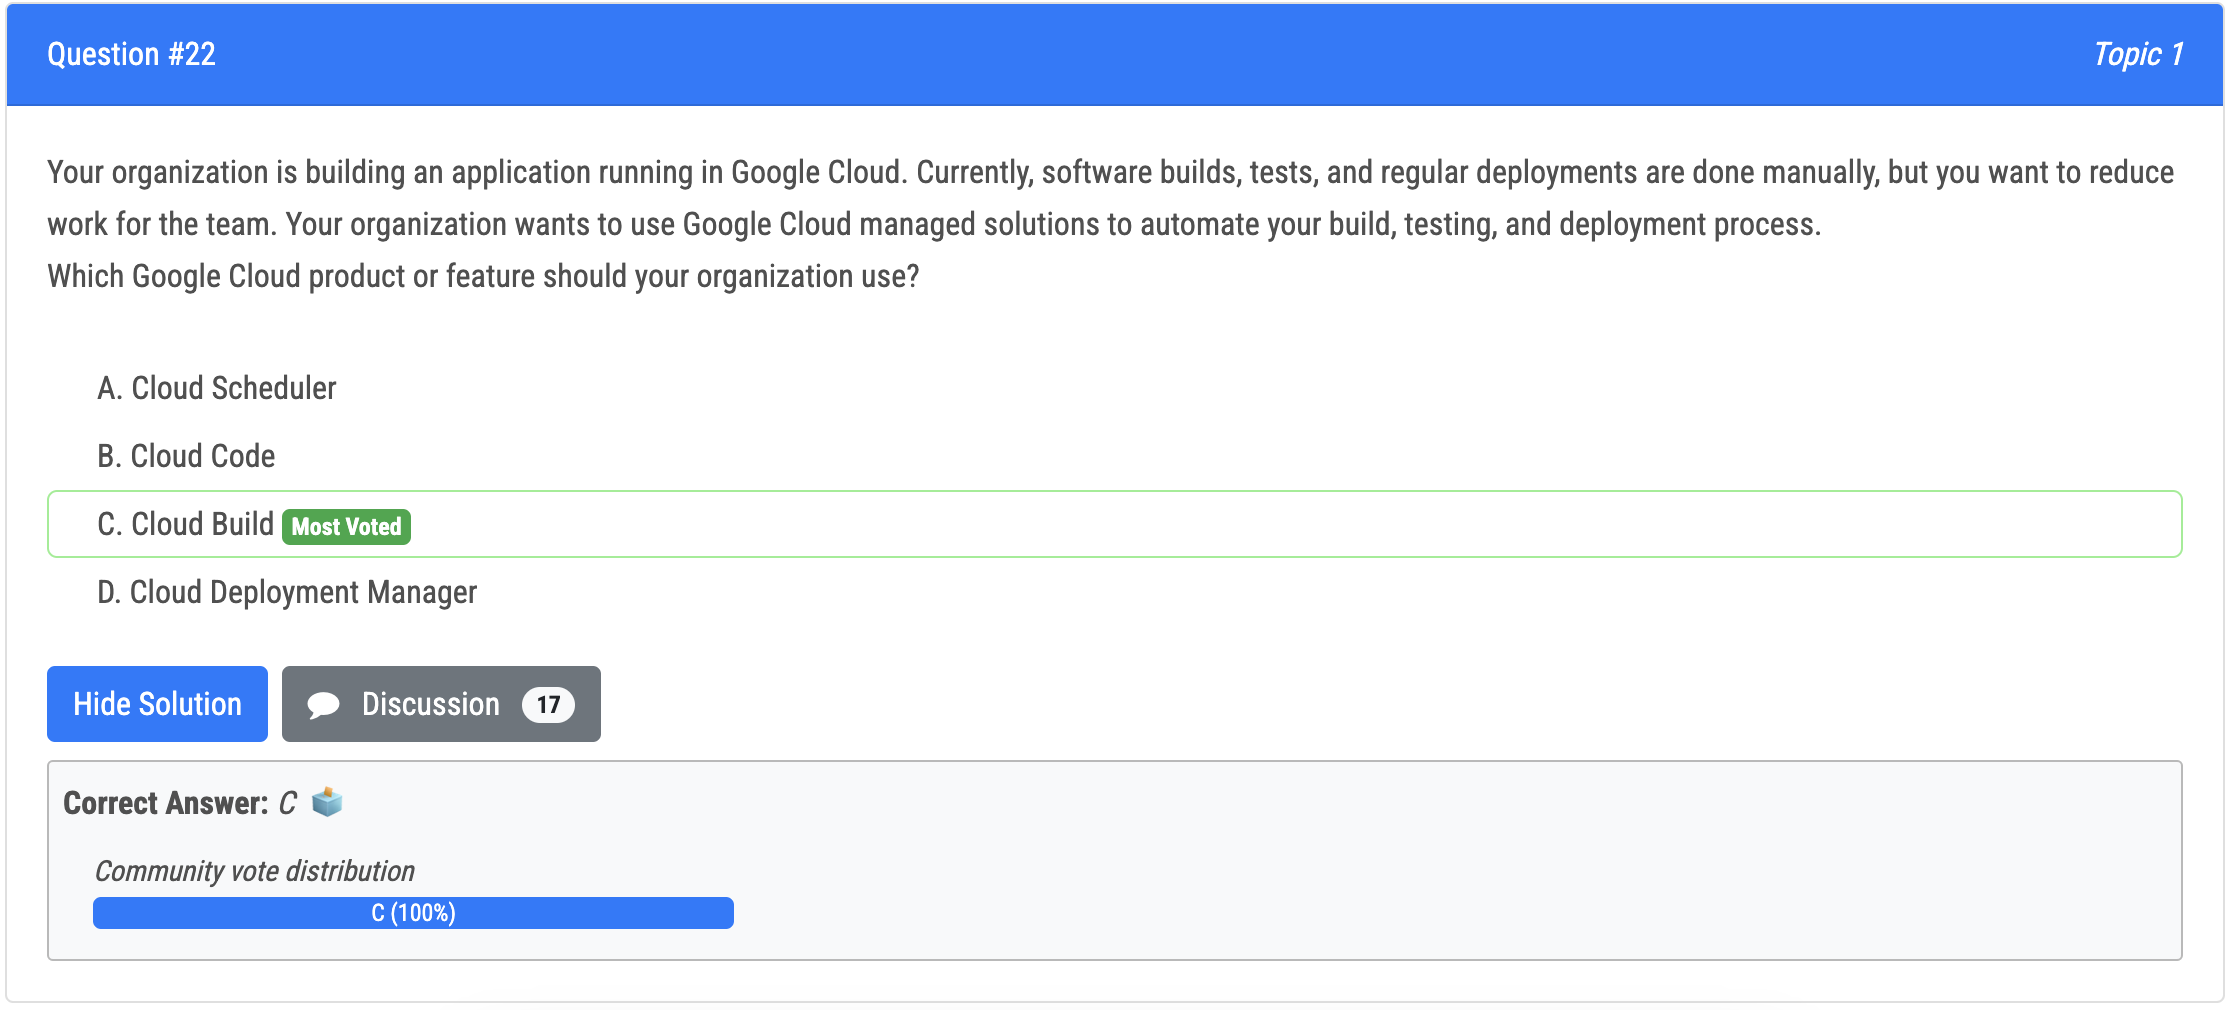 Question #22
Topic 1
Your organization is building an application running in Google Cloud. Currently, software builds, tests, and regular deployments are done manually, but you want to reduce
work for the team. Your organization wants to use Google Cloud managed solutions to automate your build, testing, and deployment process.
Which Google Cloud product or feature should your organization use?
A. Cloud Scheduler
B. Cloud Code
C. Cloud Build Most Voted
D. Cloud Deployment Manager
Hide Solution Discussion 17
Correct Answer: C
Community vote distribution
C (100%)